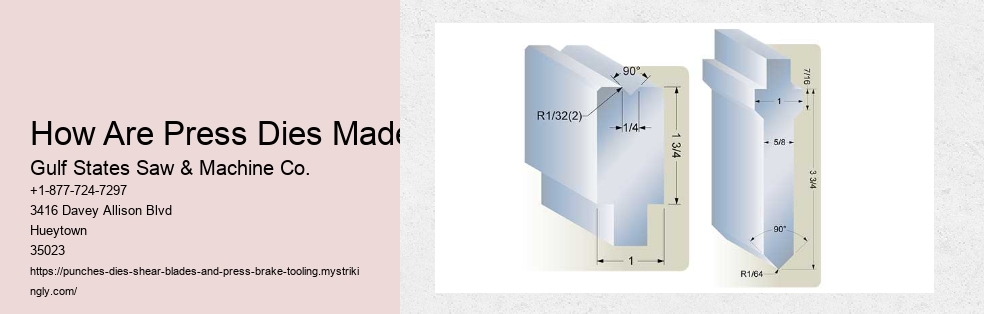 How Are Press Dies Made
Gulf States Saw & Machine Co.
+1-877-724-7297
3416 Davey Allison Blvd
Hueytown
35023
https://punches-dies-shear-blades-and-press-brake-tooling.mystriki
ngly.com/
90°
R1/32(2)
1/4
1 3/4
1
7/16
1
5/8
3 3/4
90°
R1/64